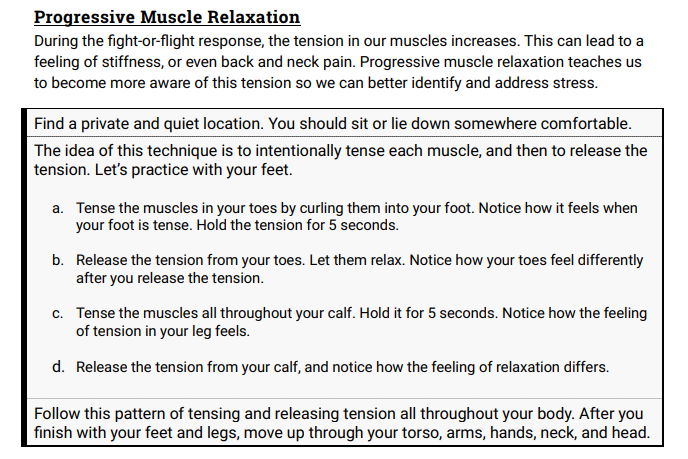 Progressive Muscle Relaxation
During the fight-or-flight response, the tension in our muscles increases. This can lead to a
feeling of stiffness, or even back and neck pain. Progressive muscle relaxation teaches us
to become more aware of this tension so we can better identify and address stress.
Find a private and quiet location. You should sit or lie down somewhere comfortable.
The idea of this technique is to intentionally tense each muscle, and then to release the
tension. Let’s practice with your feet.
a. Tense the muscles in your toes by curling them into your foot. Notice how it feels when
your foot is tense. Hold the tension for 5 seconds.
b. Release the tension from your toes. Let them relax. Notice how your toes feel differently
after you release the tension.
c. Tense the muscles all throughout your calf. Hold it for 5 seconds. Notice how the feeling
of tension in your leg feels.
d. Release the tension from your calf, and notice how the feeling of relaxation differs.
Follow this pattern of tensing and releasing tension all throughout your body. After you
finish with your feet and legs, move up through your torso, arms, hands, neck, and head.